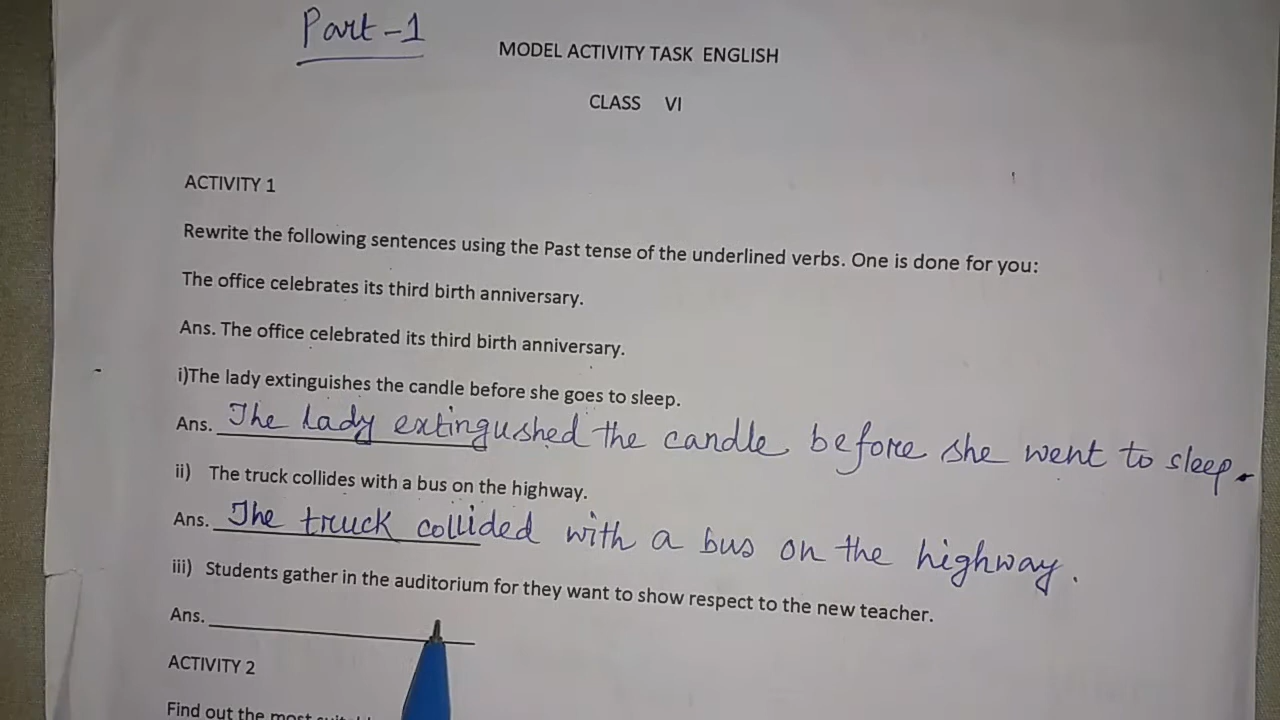 Part-1
MODEL ACTIVITY TASK ENGLISH
CLASS VI
ACTIVITY 1
Rewrite the following sentences using the Past tense of the underlined verbs. One is done for you:
The office celebrates its third birth anniversary.
Ans. The office celebrated its third birth anniversary.
i)The lady extinguishes the candle before she goes to sleep.
Ans. The lady extingushed the candle before she went to sleep.
ii) The truck collides with a bus on the highway.
Ans. The truck collided with a bus on the highway.
iii) Students gather in the auditorium for they want to show respect to the new teacher.
Ans.
ACTIVITY 2
Find out the most